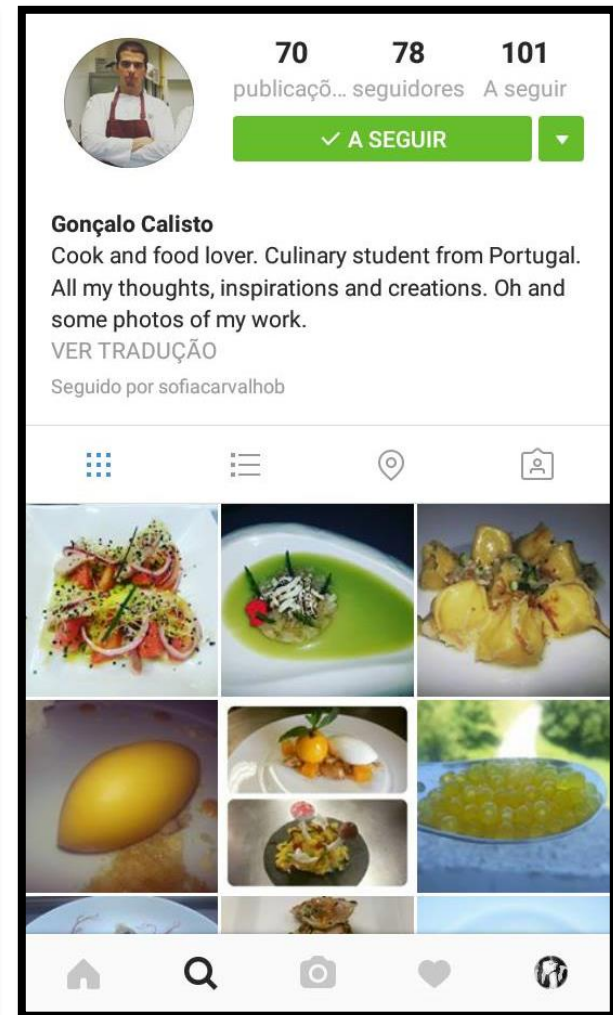 70 78 101
publicaçõ... seguidores A seguir
✓ A SEGUIR
Gonçalo Calisto
Cook and food lover. Culinary student from Portugal.
All my thoughts, inspirations and creations. Oh and
some photos of my work.
VER TRADUÇÃO
Seguido por sofiacarvalhob